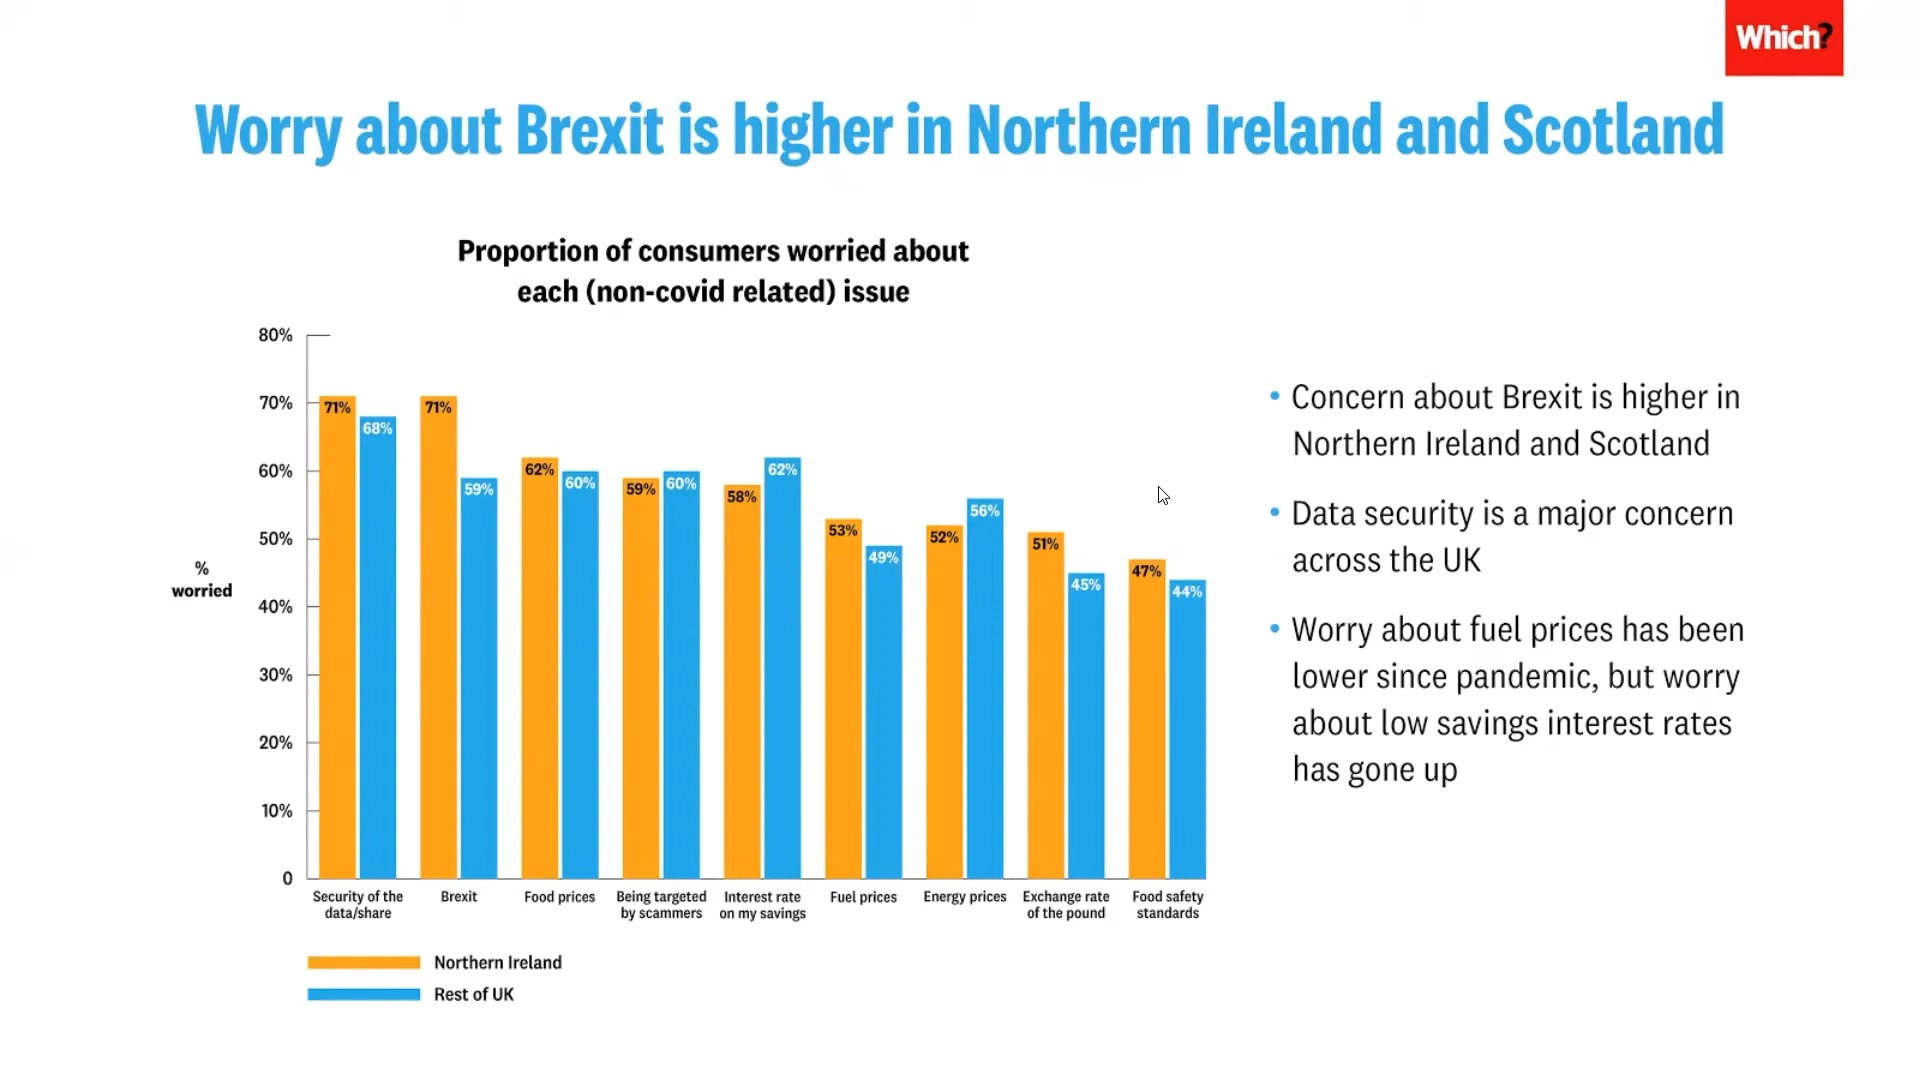 Which?
Worry about Brexit is higher in Northern Ireland and Scotland
Proportion of consumers worried about
each (non-covid related) issue
80%
70%
60%
50%
40%
30%
20%
10%
0
%
worried
71%
68%
71%
59%
62%
60%
59%
60%
58%
62%
53%
49%
52%
56%
51%
45%
47%
44%
Security of the
data/share
Brexit
Food prices
Being targeted
by scammers
Interest rate
on my savings
Fuel prices
Energy prices
Exchange rate
of the pound
Food safety
standards
Northern Ireland
Rest of UK
• Concern about Brexit is higher in
Northern Ireland and Scotland
• Data security is a major concern
across the UK
• Worry about fuel prices has been
lower since pandemic, but worry
about low savings interest rates
has gone up